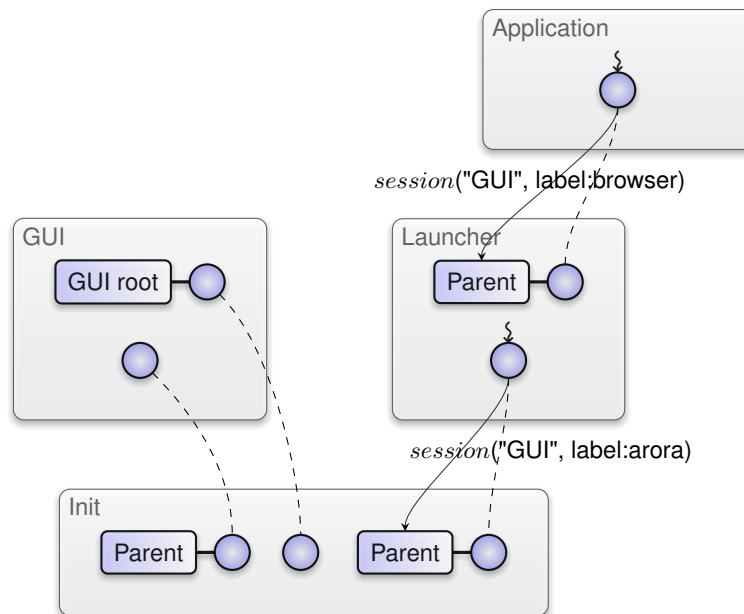 Application
session("GUI", label:browser)
GUI
Launcher
GUI root
Parent
session("GUI", label:arora)
Init
Parent
Parent